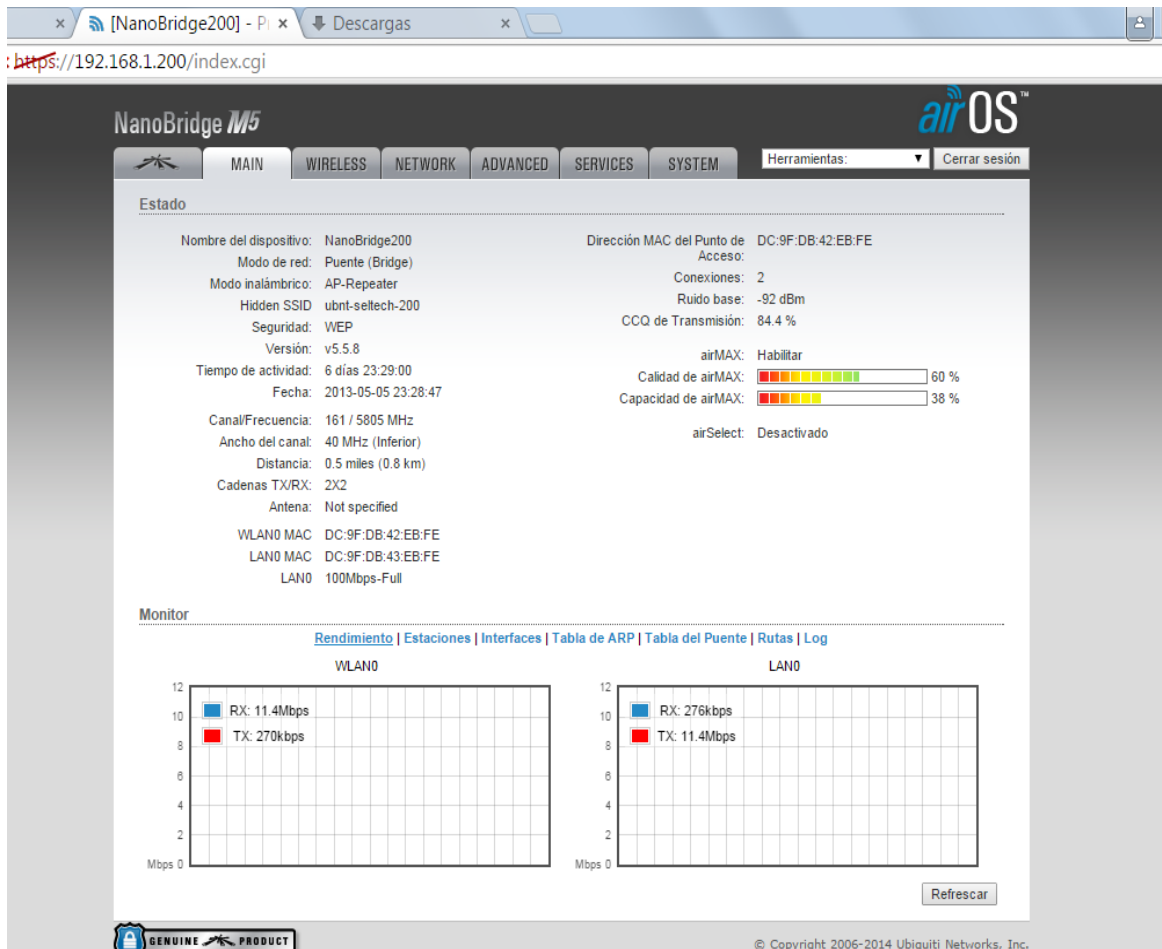 [NanoBridge200] - P
Descargas
https://192.168.1.200/index.cgi
NanoBridge M5
airOS™
MAIN
WIRELESS
NETWORK
ADVANCED
SERVICES
SYSTEM
Herramientas:
Cerrar sesión
Estado
Nombre del dispositivo: NanoBridge200
Modo de red: Puente (Bridge)
Modo inalámbrico: AP-Repeater
Hidden SSID ubnt-seltech-200
Seguridad: WEP
Versión: v5.5.8
Tiempo de actividad: 6 días 23:29:00
Fecha: 2013-05-05 23:28:47
Canal/Frecuencia: 161 / 5805 MHz
Ancho del canal: 40 MHz (Inferior)
Distancia: 0.5 miles (0.8 km)
Cadenas TX/RX: 2X2
Antena: Not specified
WLAN0 MAC DC:9F:DB:42:EB:FE
LAN0 MAC DC:9F:DB:43:EB:FE
LAN0 100Mbps-Full
Dirección MAC del Punto de DC:9F:DB:42:EB:FE
Acceso:
Conexiones: 2
Ruido base: -92 dBm
CCQ de Transmisión: 84.4 %
airMAX: Habilitar
Calidad de airMAX: 60 %
Capacidad de airMAX: 38 %
airSelect: Desactivado
Monitor
Rendimiento | Estaciones | Interfaces | Tabla de ARP | Tabla del Puente | Rutas | Log
WLAN0
12
10
8
6
4
2
Mbps 0
RX: 11.4Mbps
TX: 270kbps
LAN0
12
10
8
6
4
2
Mbps 0
RX: 276kbps
TX: 11.4Mbps
Refrescar
GENUINE PRODUCT
© Copyright 2006-2014 Ubiquiti Networks, Inc.